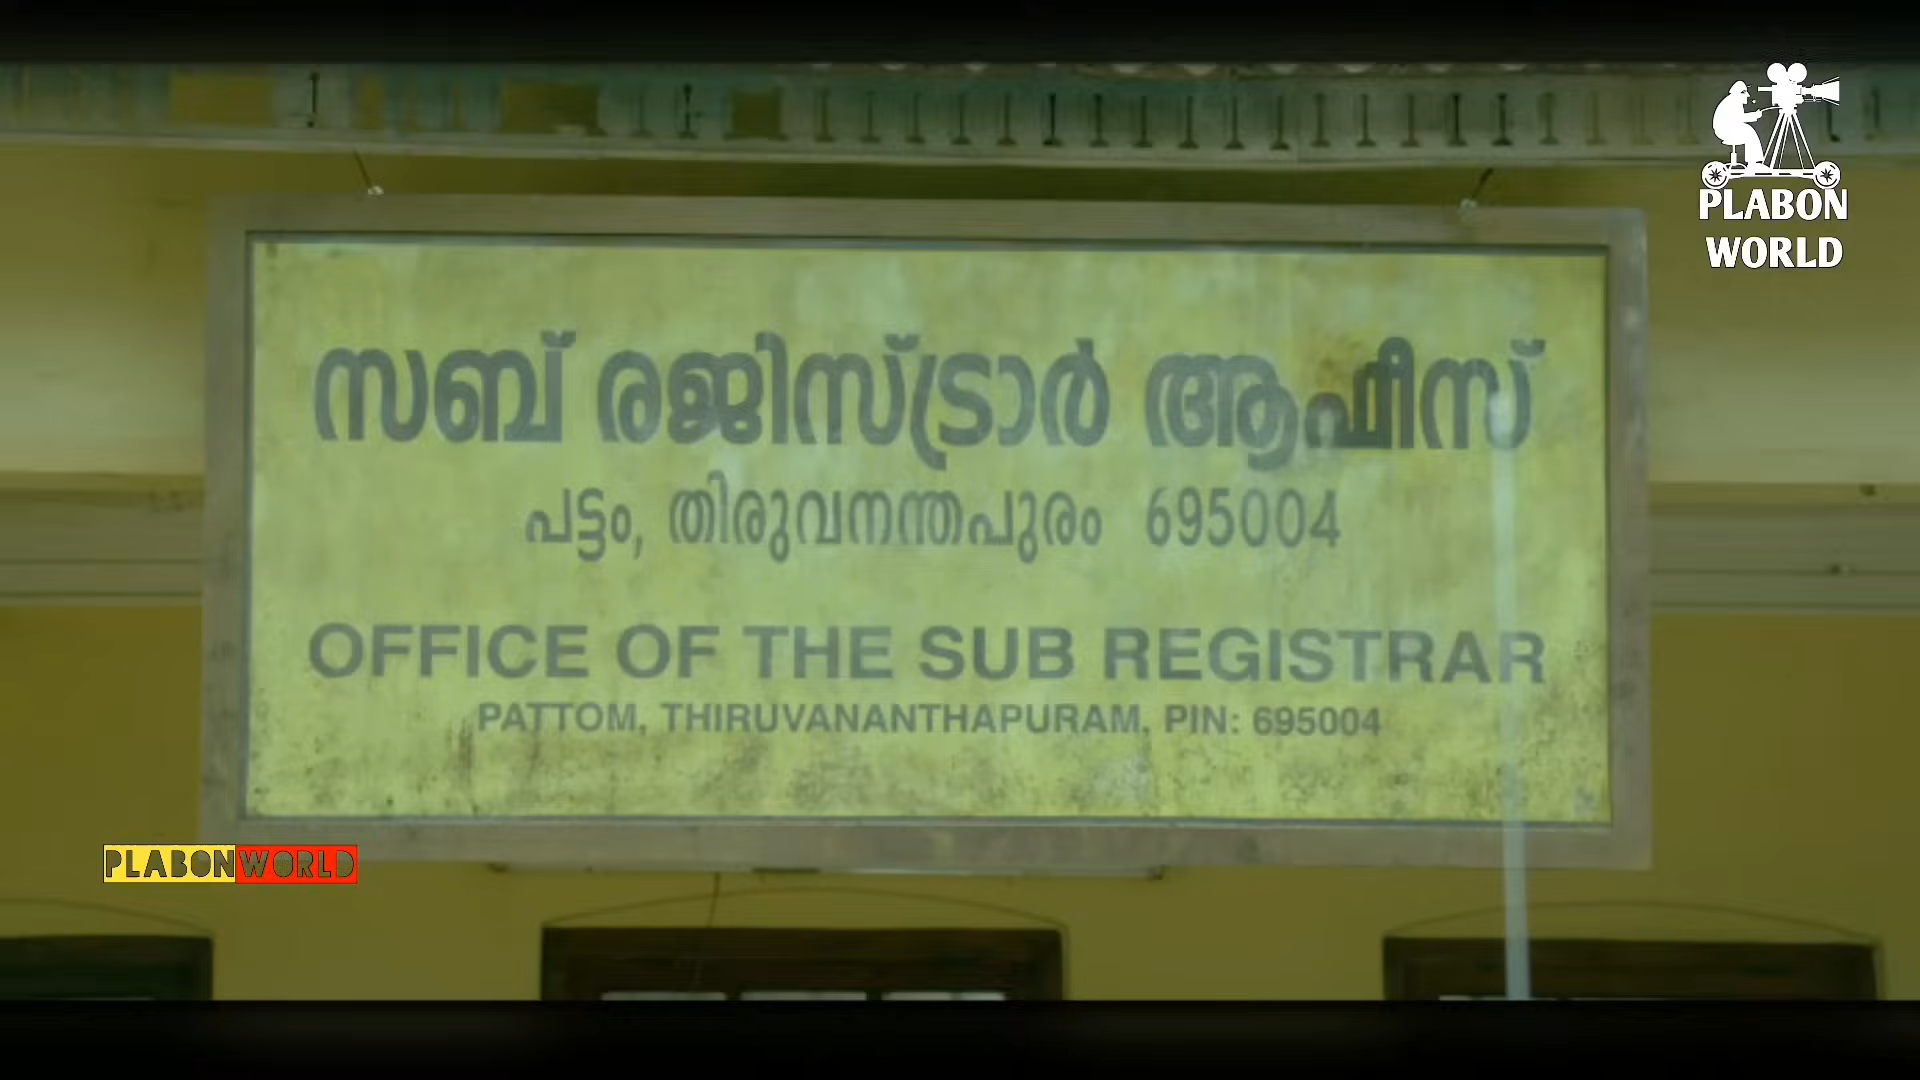 PLABON
WORLD
സബ് രജിസ്ട്രാർ ആഫീസ്
പട്ടം, തിരുവനന്തപുരം 695004
OFFICE OF THE SUB REGISTRAR
PATTOM, THIRUVANANTHAPURAM, PIN: 695004
PLABONWORLD